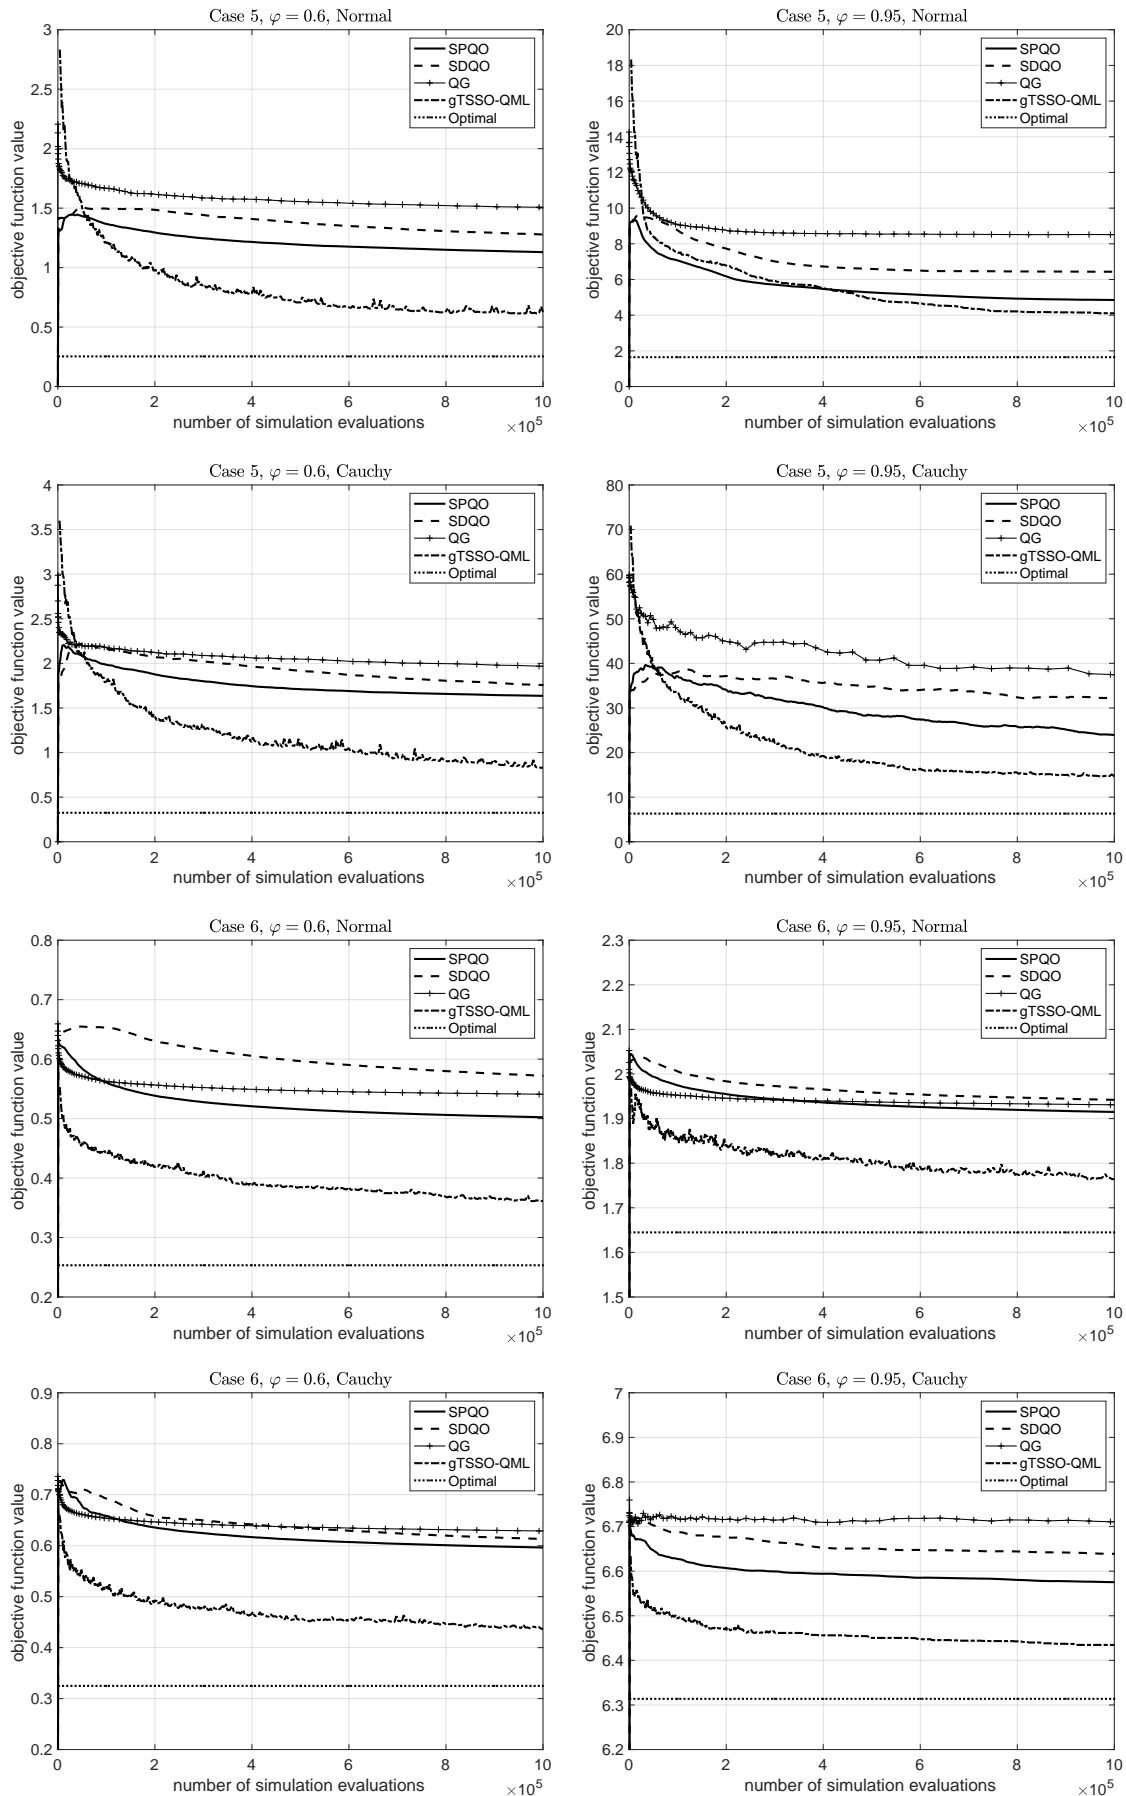 Case 5, φ = 0.6, Normal
objective function value
3
2.5
2
1.5
1
0.5
0
SPQO
SDQO
QG
gTSSO-QML
Optimal
0 2 4 6 8 10
number of simulation evaluations
×10^5
Case 5, φ = 0.95, Normal
objective function value
20
18
16
14
12
10
8
6
4
2
0
SPQO
SDQO
QG
gTSSO-QML
Optimal
0 2 4 6 8 10
number of simulation evaluations
×10^5
Case 5, φ = 0.6, Cauchy
objective function value
4
3.5
3
2.5
2
1.5
1
0.5
0
SPQO
SDQO
QG
gTSSO-QML
Optimal
0 2 4 6 8 10
number of simulation evaluations
×10^5
Case 5, φ = 0.95, Cauchy
objective function value
80
70
60
50
40
30
20
10
0
SPQO
SDQO
QG
gTSSO-QML
Optimal
0 2 4 6 8 10
number of simulation evaluations
×10^5
Case 6, φ = 0.6, Normal
objective function value
0.8
0.7
0.6
0.5
0.4
0.3
0.2
SPQO
SDQO
QG
gTSSO-QML
Optimal
0 2 4 6 8 10
number of simulation evaluations
×10^5
Case 6, φ = 0.95, Normal
objective function value
2.3
2.2
2.1
2
1.9
1.8
1.7
1.6
1.5
SPQO
SDQO
QG
gTSSO-QML
Optimal
0 2 4 6 8 10
number of simulation evaluations
×10^5
Case 6, φ = 0.6, Cauchy
objective function value
0.9
0.8
0.7
0.6
0.5
0.4
0.3
0.2
SPQO
SDQO
QG
gTSSO-QML
Optimal
0 2 4 6 8 10
number of simulation evaluations
×10^5
Case 6, φ = 0.95, Cauchy
objective function value
7
6.9
6.8
6.7
6.6
6.5
6.4
6.3
6.2
SPQO
SDQO
QG
gTSSO-QML
Optimal
0 2 4 6 8 10
number of simulation evaluations
×10^5